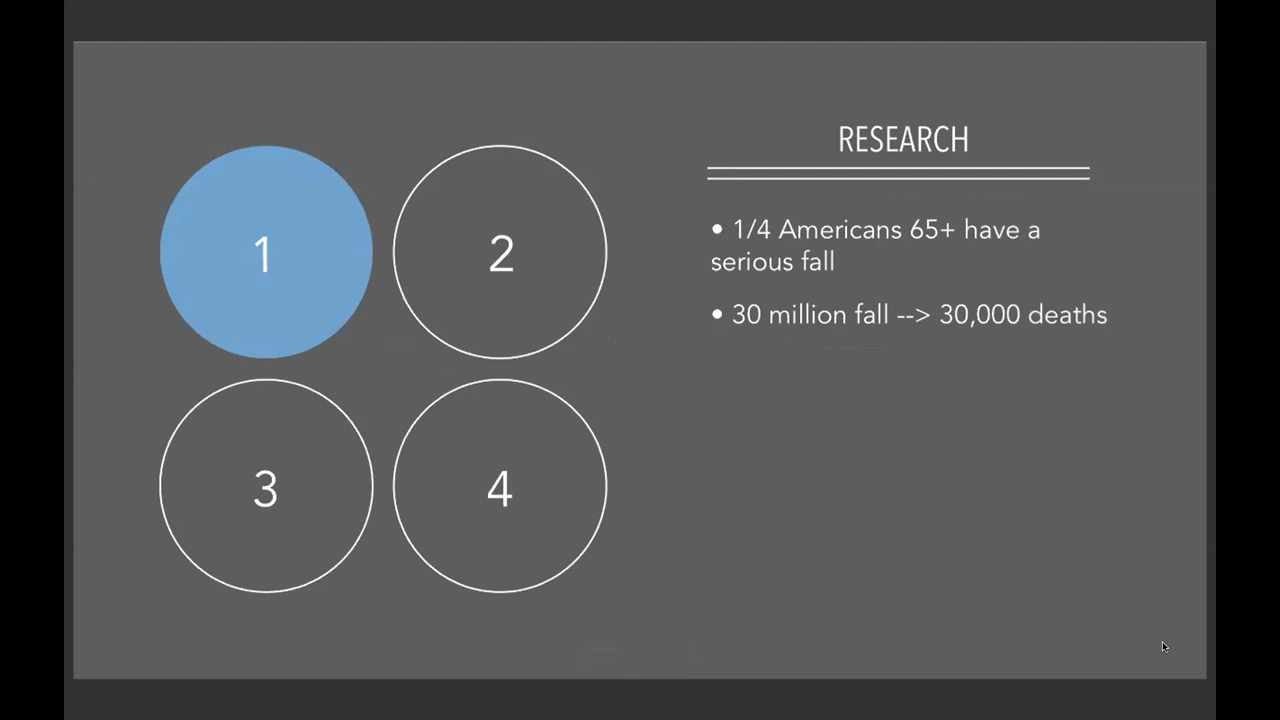 1
2
3
4
RESEARCH
• 1/4 Americans 65+ have a
serious fall
• 30 million fall --> 30,000 deaths